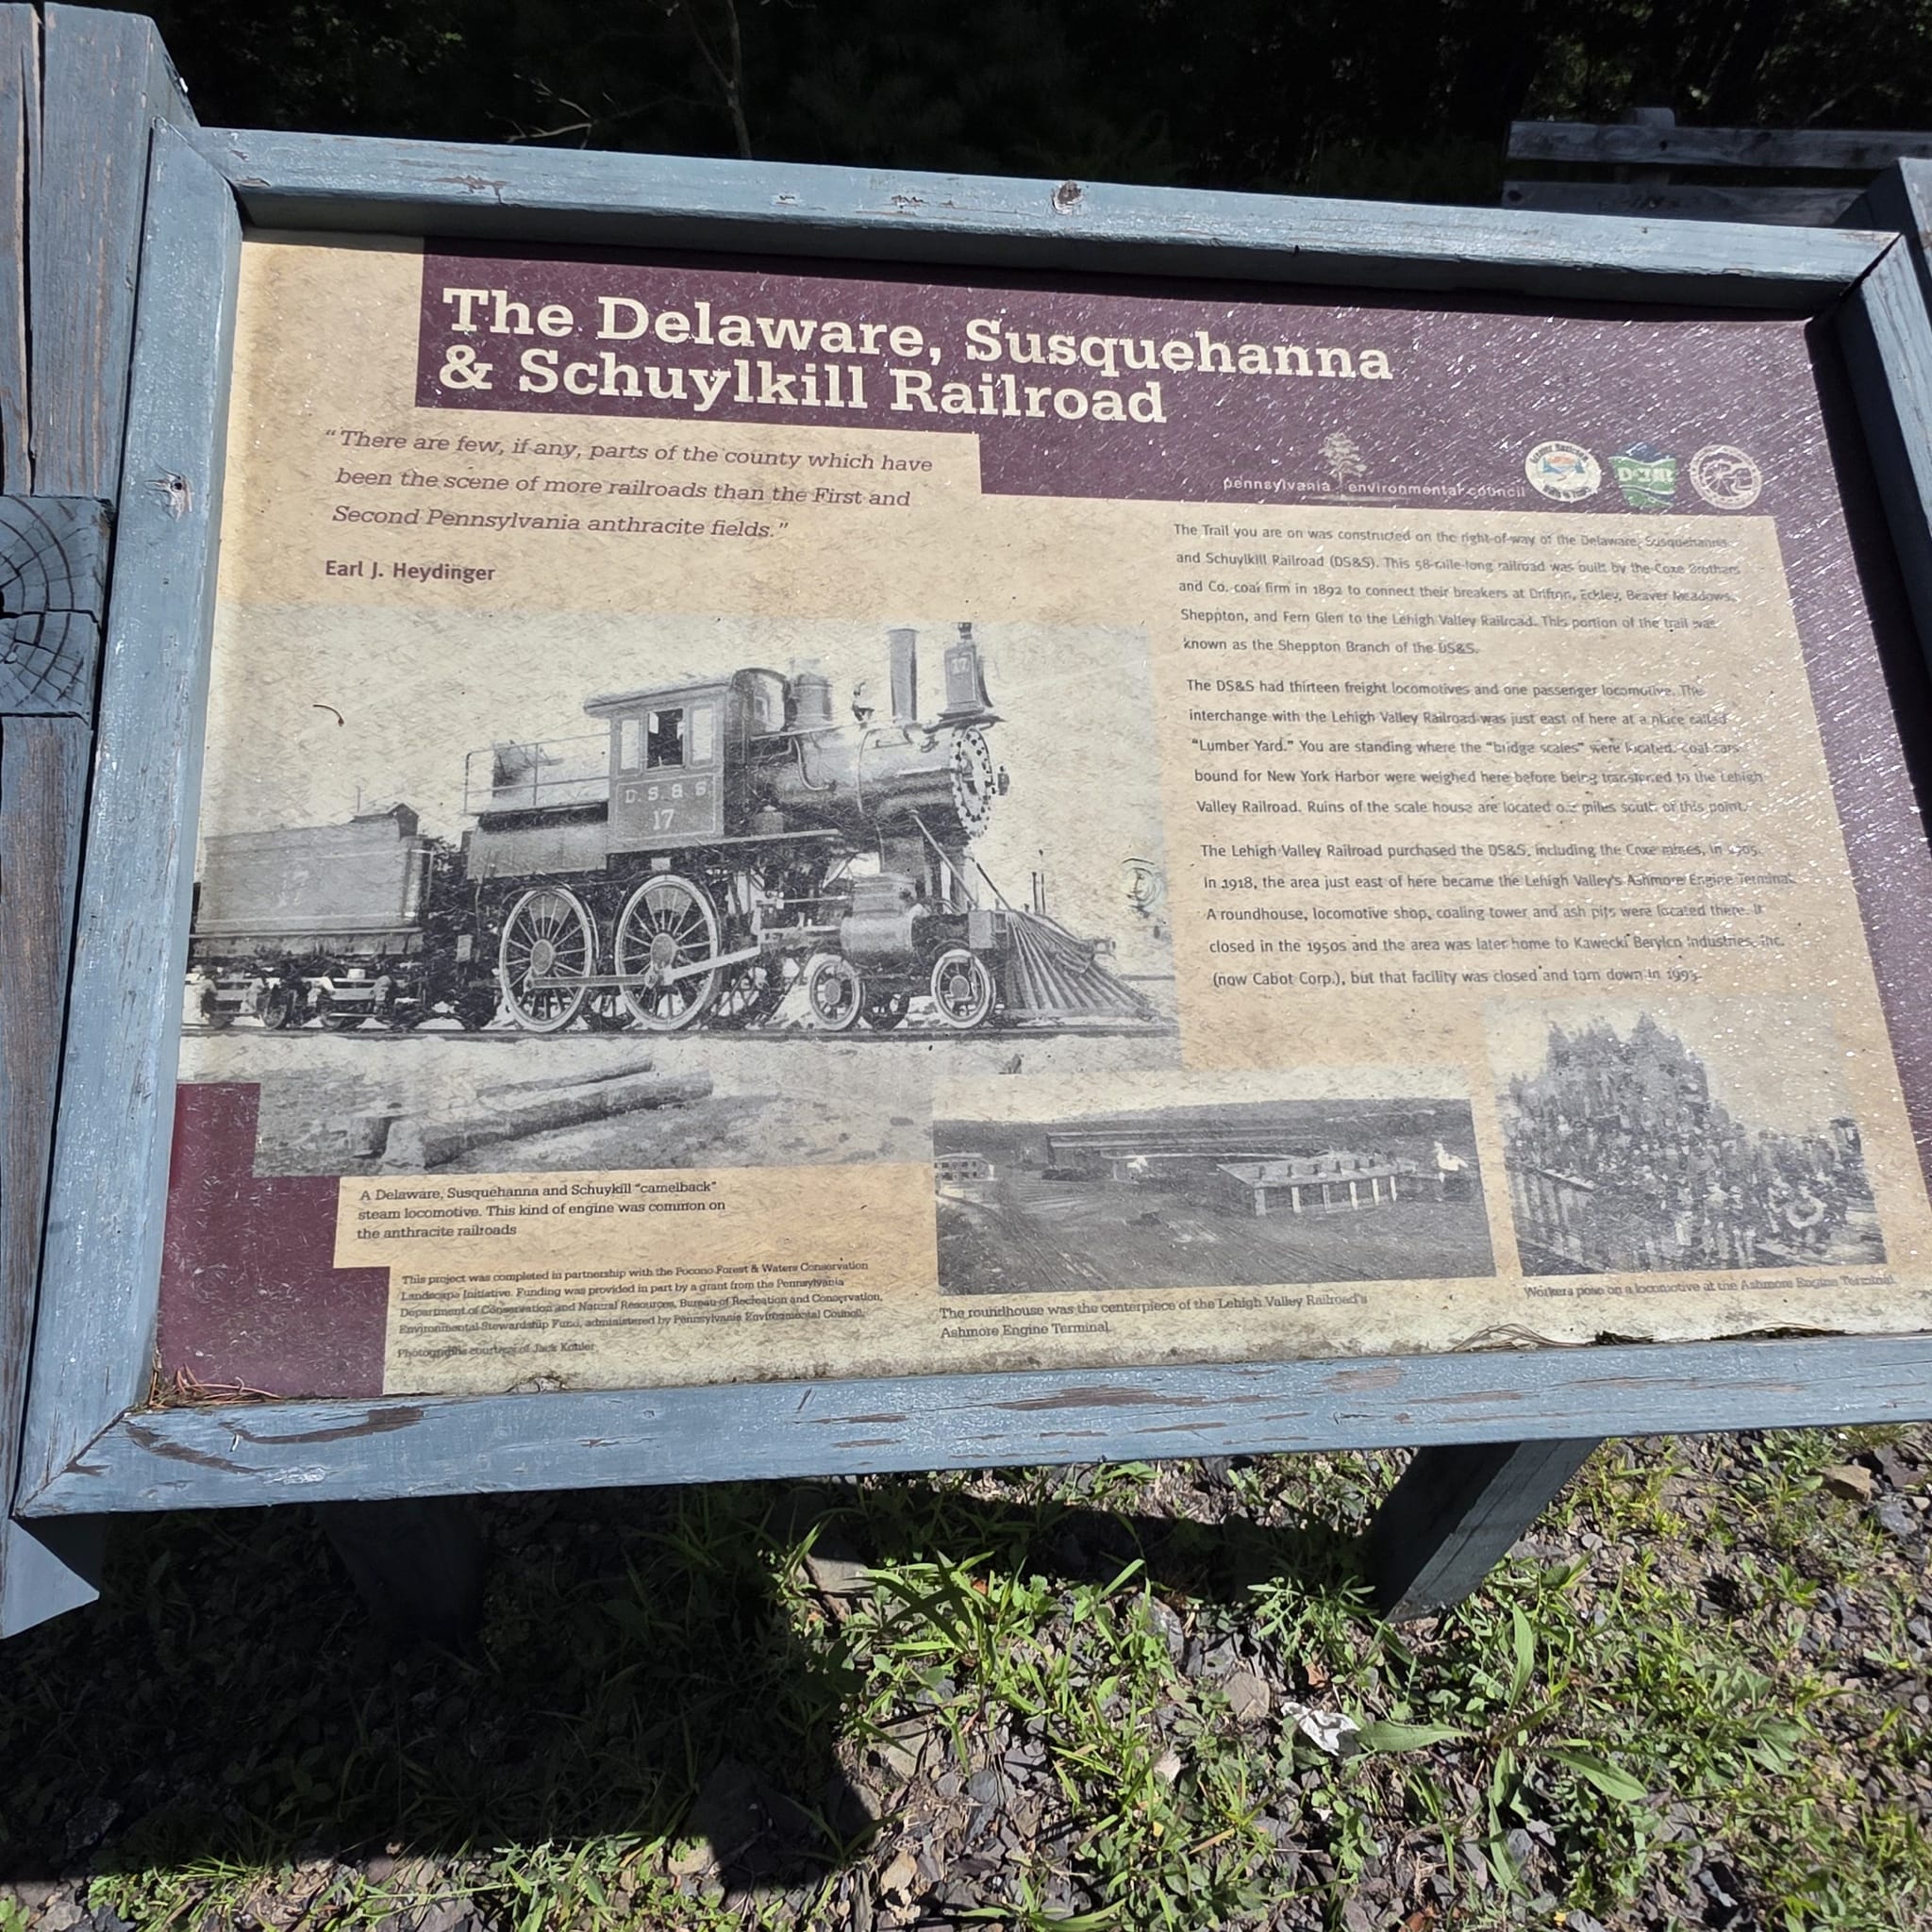 The Delaware, Susquehanna
& Schuylkill Railroad
“There are few, if any, parts of the county which have
been the scene of more railroads than the First and
Second Pennsylvania anthracite fields.”
Earl J. Heydinger
pennsylvania environmental council
The Trail you are on was constructed on the right-of-way of the Delaware, Susquehanna
and Schuylkill Railroad (DS&S). This 58-mile-long railroad was built by the Coxe Brothers
and Co. coal firm in 1892 to connect their breakers at Drifton, Eckley, Beaver Meadows,
Sheppton, and Fern Glen to the Lehigh Valley Railroad. This portion of the trail was
known as the Sheppton Branch of the DS&S.
The DS&S had thirteen freight locomotives and one passenger locomotive. The
interchange with the Lehigh Valley Railroad was just east of here at a place called
“Lumber Yard.” You are standing where the “bridge scales” were located. Coal cars
bound for New York Harbor were weighed here before being transferred to the Lehigh
Valley Railroad. Ruins of the scale house are located miles south of this point.
The Lehigh Valley Railroad purchased the DS&S, including the Coxe mines, in 1905.
In 1918, the area just east of here became the Lehigh Valley's Ashmore Engine Terminal.
A roundhouse, locomotive shop, coaling tower and ash pits were located there. It
closed in the 1950s and the area was later home to Kawecki Berylco Industries, Inc.
(now Cabot Corp.), but that facility was closed and torn down in
17
D. S. & S.
17
A Delaware, Susquehanna and Schuykill “camelback”
steam locomotive. This kind of engine was common on
the anthracite railroads
This project was completed in partnership with the Pocono Forest & Waters Conservation
Landscape Initiative. Funding was provided in part by a grant from the Pennsylvania
Department of Conservation and Natural Resources, Bureau of Recreation and Conservation,
Environmental Stewardship Fund, administered by Pennsylvania Environmental Council.
Photographs courtesy of Jack Kohler
The roundhouse was the centerpiece of the Lehigh Valley Railroad's
Ashmore Engine Terminal
Workers pose on a locomotive at the Ashmore Engine Terminal